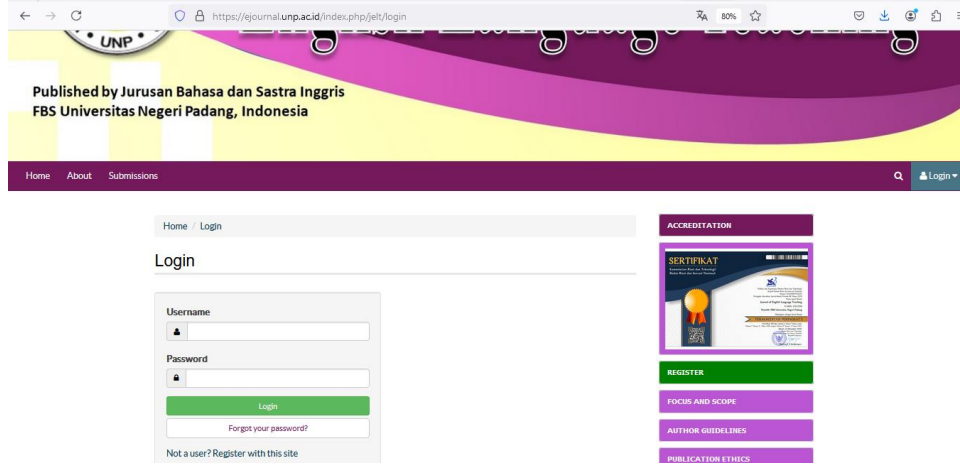 https://ejournal.unp.ac.id/index.php/jelt/login
80%
UNP
Published by Jurusan Bahasa dan Sastra Inggris
FBS Universitas Negeri Padang, Indonesia
Home About Submissions
Login
Home / Login
Login
Username
Password
Login
Forgot your password?
Not a user? Register with this site
ACCREDITATION
SERTIFIKAT
REGISTER
FOCUS AND SCOPE
AUTHOR GUIDELINES
PUBLICATION ETHICS